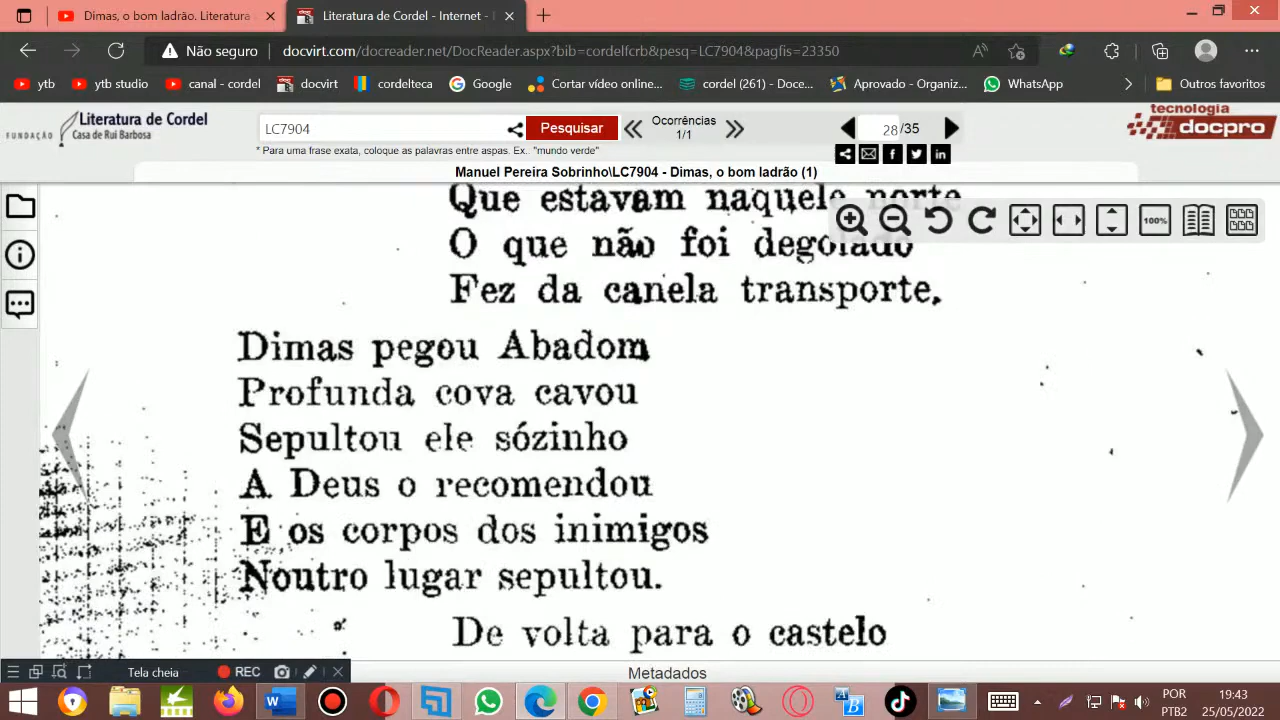 Dimas, o bom ladrão. Literatura
Literatura de Cordel - Internet -
Não seguro
docvirt.com/docreader.net/DocReader.aspx?bib=cordelfcrb&pesq=LC7904&pagfis=23350
ytb
ytb studio
canal - cordel
docvirt
cordelteca
Google
Cortar vídeo online...
cordel (261) - Doce...
Aprovado - Organiz...
WhatsApp
Outros favoritos
FUNDAÇÃO
Literatura de Cordel
Casa de Rui Barbosa
LC7904
Pesquisar
Ocorrências
1/1
28/35
tecnologia
docpro
* Para uma frase exata, coloque as palavras entre aspas. Ex.. "mundo verde"
Manuel Pereira Sobrinho\LC7904 - Dimas, o bom ladrão (1)
100%
Que estavam naquele norte
O que não foi degolado
Fez da canela transporte.
Dimas pegou Abadom
Profunda cova cavou
Sepultou ele sózinho
A Deus o recomendou
E os corpos dos inimigos
Noutro lugar sepultou.
De volta para o castelo
Tela cheia
REC
Metadados
POR
PTB2
19:43
25/05/2022